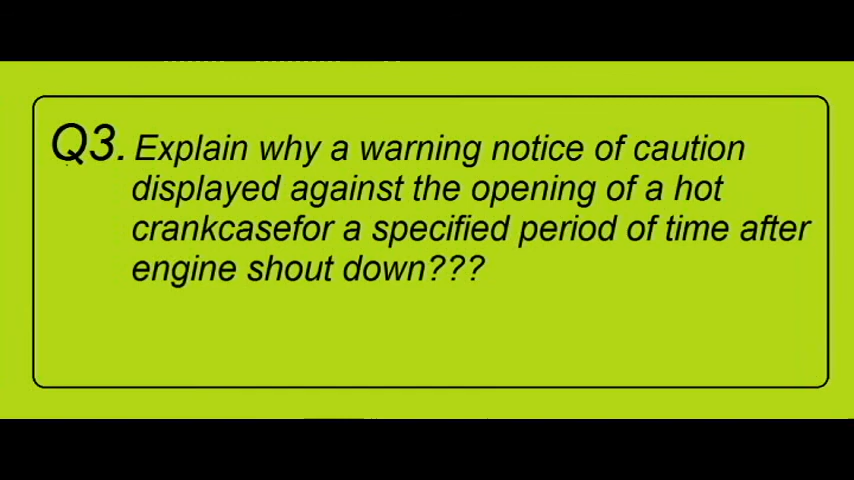 Q3. Explain why a warning notice of caution
displayed against the opening of a hot
crankcasefor a specified period of time after
engine shout down???